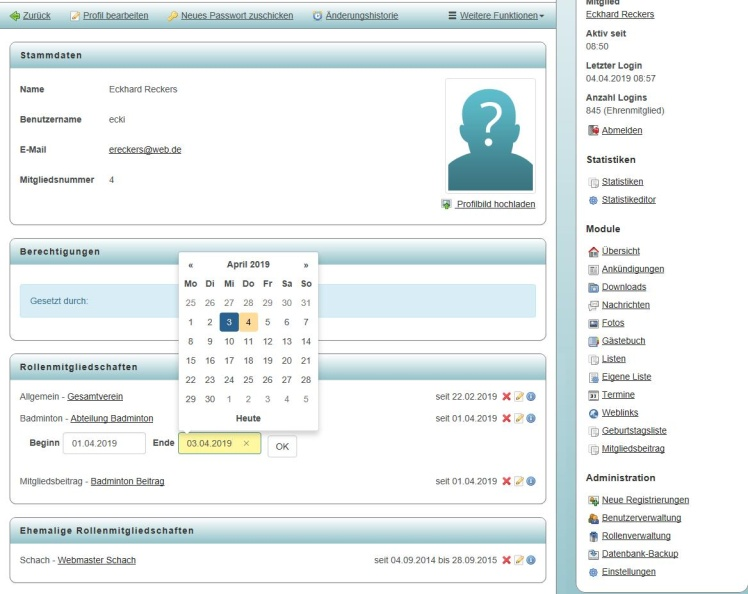 Zurück Profil bearbeiten Neues Passwort zuschicken Änderungshistorie Weitere Funktionen
Stammdaten
Name Eckhard Reckers
Benutzername ecki
E-Mail ereckers@web.de
Mitgliedsnummer 4
?
Profilbild hochladen
Berechtigungen
Gesetzt durch:
« April 2019 »
Mo Di Mi Do Fr Sa So
25 26 27 28 29 30 31
1 2 3 4 5 6 7
8 9 10 11 12 13 14
15 16 17 18 19 20 21
22 23 24 25 26 27 28
29 30 1 2 3 4 5
Heute
Rollenmitgliedschaften
Allgemein - Gesamtverein seit 22.02.2019
Badminton - Abteilung Badminton seit 01.04.2019
Beginn 01.04.2019 Ende 03.04.2019 × OK
Mitgliedsbeitrag - Badminton Beitrag seit 01.04.2019
Ehemalige Rollenmitgliedschaften
Schach - Webmaster Schach seit 04.09.2014 bis 28.09.2015
Mitglied
Eckhard Reckers
Aktiv seit
08:50
Letzter Login
04.04.2019 08:57
Anzahl Logins
845 (Ehrenmitglied)
Abmelden
Statistiken
Statistiken
Statistikeditor
Module
Übersicht
Ankündigungen
Downloads
Nachrichten
Fotos
Gästebuch
Listen
Eigene Liste
Termine
Weblinks
Geburtstagsliste
Mitgliedsbeitrag
Administration
Neue Registrierungen
Benutzerverwaltung
Rollenverwaltung
Datenbank-Backup
Einstellungen